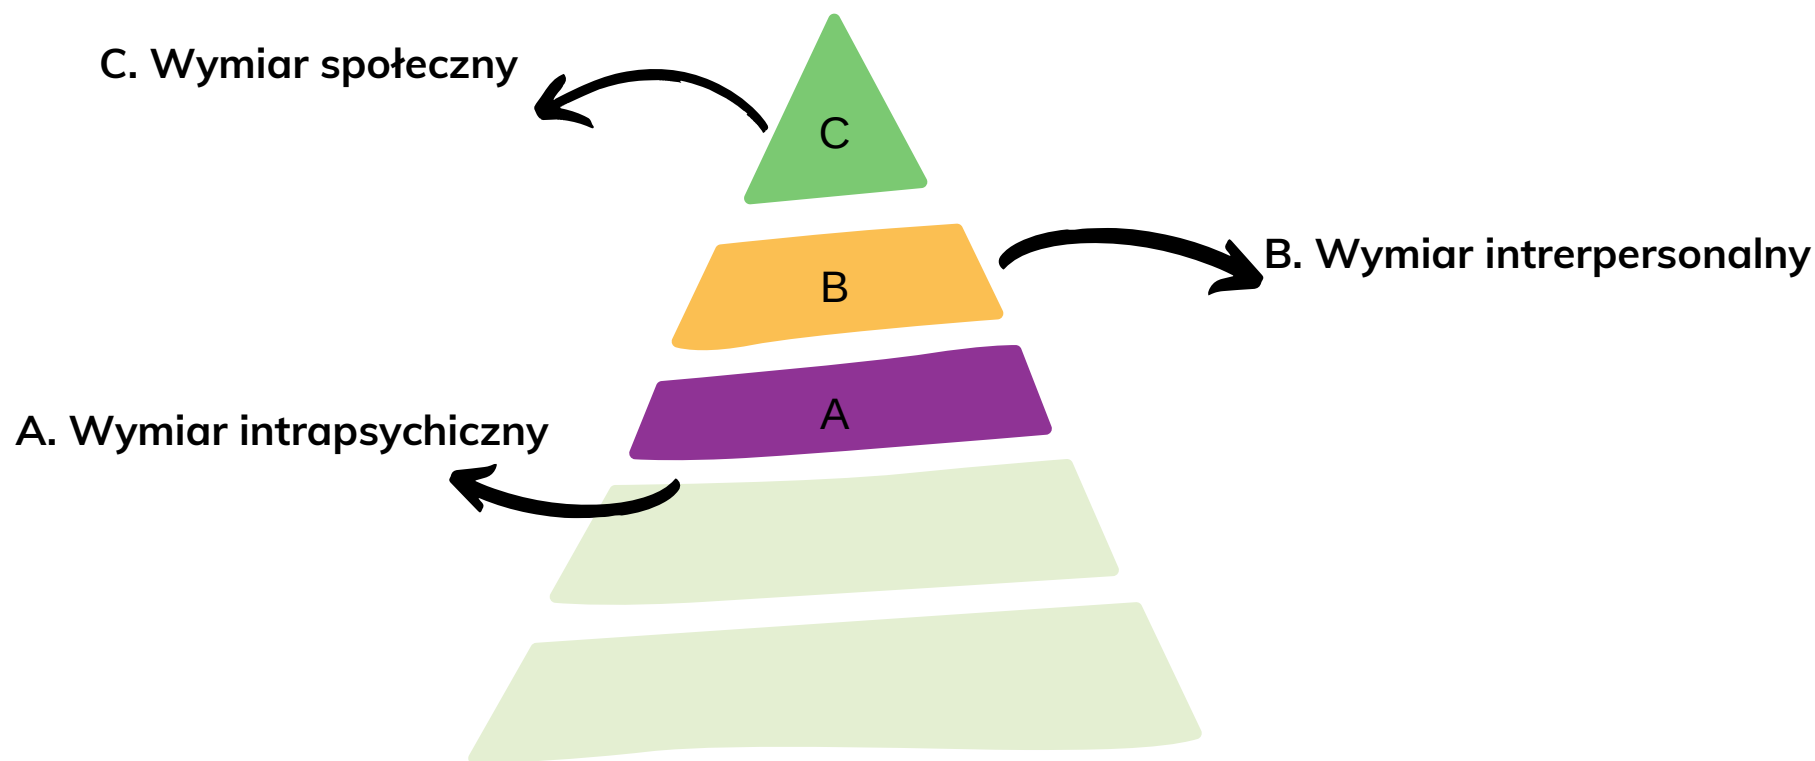 C. Wymiar społeczny
C
B. Wymiar intrerpersonalny
B
A
A. Wymiar intrapsychiczny